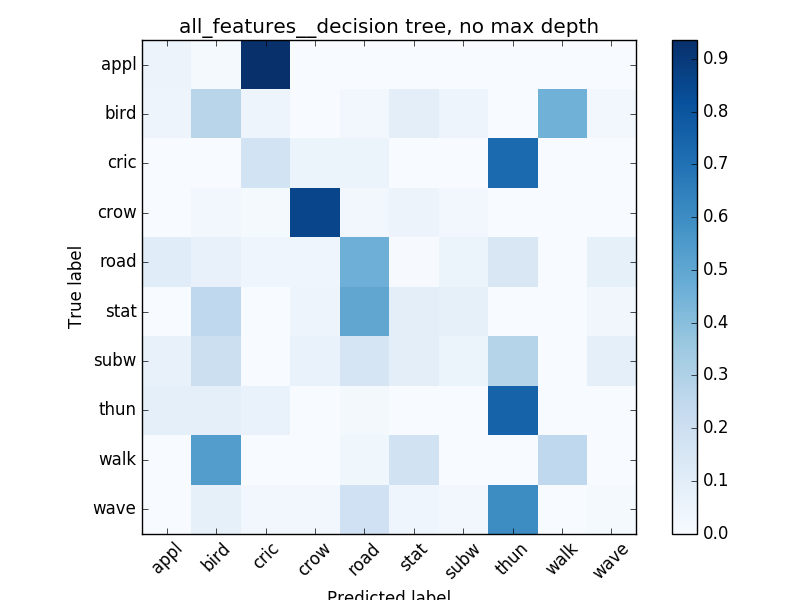 all_features__decision tree, no max depth
appl
bird
cric
crow
road
stat
subw
thun
walk
wave
True label
appl bird cric crow road stat subw thun walk wave
Predicted label
0.9
0.8
0.7
0.6
0.5
0.4
0.3
0.2
0.1
0.0